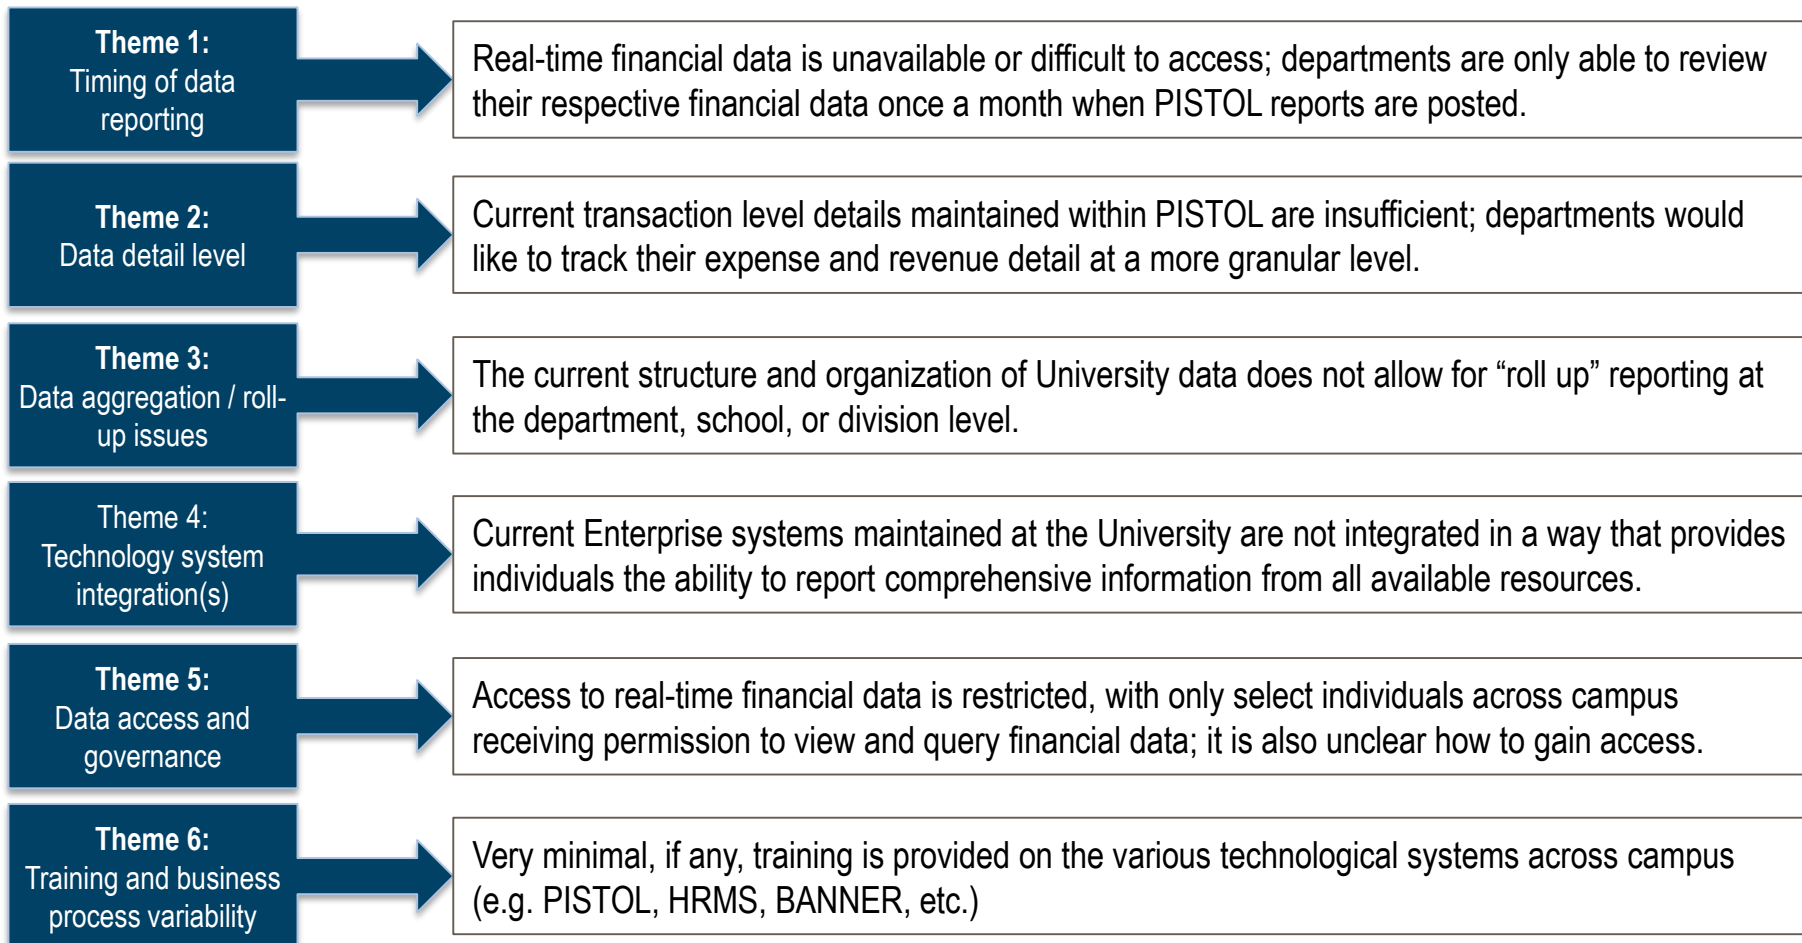 Theme 1:
Timing of data
reporting
Real-time financial data is unavailable or difficult to access; departments are only able to review
their respective financial data once a month when PISTOL reports are posted.
Theme 2:
Data detail level
Current transaction level details maintained within PISTOL are insufficient; departments would
like to track their expense and revenue detail at a more granular level.
Theme 3:
Data aggregation / roll-
up issues
The current structure and organization of University data does not allow for “roll up” reporting at
the department, school, or division level.
Theme 4:
Technology system
integration(s)
Current Enterprise systems maintained at the University are not integrated in a way that provides
individuals the ability to report comprehensive information from all available resources.
Theme 5:
Data access and
governance
Access to real-time financial data is restricted, with only select individuals across campus
receiving permission to view and query financial data; it is also unclear how to gain access.
Theme 6:
Training and business
process variability
Very minimal, if any, training is provided on the various technological systems across campus
(e.g. PISTOL, HRMS, BANNER, etc.)